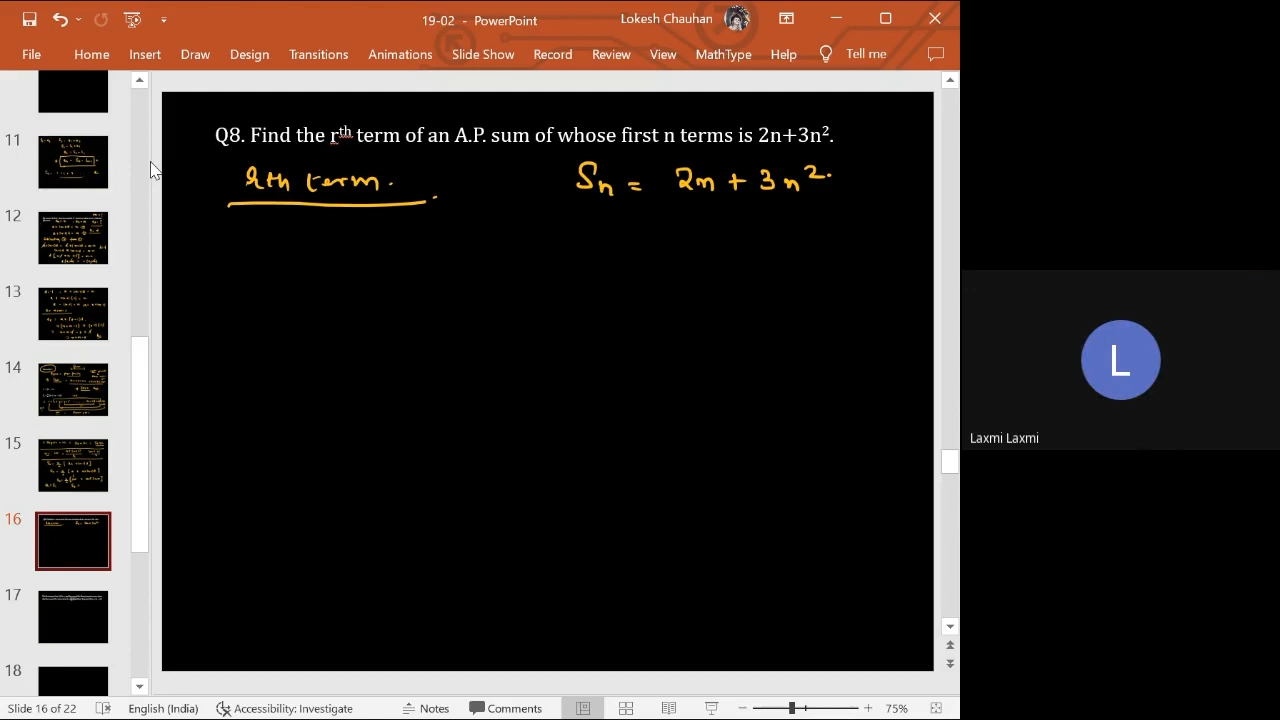 19-02 - PowerPoint
Lokesh Chauhan
File Home Insert Draw Design Transitions Animations Slide Show Record Review View MathType Help Tell me
11
12
13
14
15
16
17
18
Q8. Find the rth term of an A.P. sum of whose first n terms is 2n+3n².
rth term.
Sn = 2n + 3n².
L
Laxmi Laxmi
Slide 16 of 22 English (India) Accessibility: Investigate Notes Comments 75%